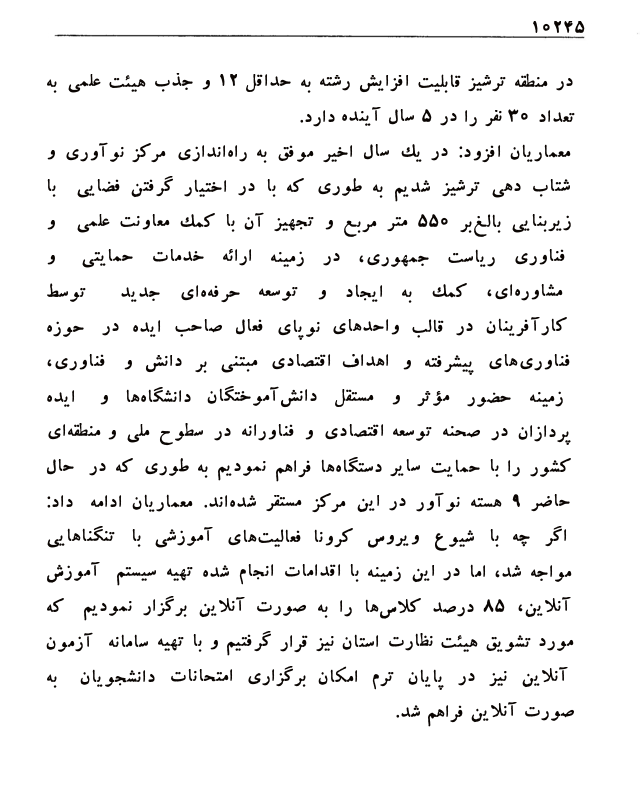 ۱۰۲۴۵
در منطقه ترشیز قابلیت افزایش رشته به حداقل ۱۲ و جذب هیئت علمی به
تعداد ۳۰ نفر را در ۵ سال آینده دارد.
معماریان افزود: در یك سال اخیر موفق به راه‌اندازی مرکز نوآوری و
شتاب دهی ترشیز شدیم به طوری که با در اختیار گرفتن فضایی با
زیربنایی بالغ‌بر ۵۵۰ متر مربع و تجهیز آن با کمك معاونت علمی و
فناوری ریاست جمهوری، در زمینه ارائه خدمات حمایتی و
مشاوره‌ای، کمك به ایجاد و توسعه حرفه‌ای جدید توسط
کارآفرینان در قالب واحدهای نوپای فعال صاحب ایده در حوزه
فناوری‌های پیشرفته و اهداف اقتصادی مبتنی بر دانش و فناوری،
زمینه حضور مؤثر و مستقل دانش‌آموختگان دانشگاه‌ها و ایده
پردازان در صحنه توسعه اقتصادی و فناورانه در سطوح ملی و منطقه‌ای
کشور را با حمایت سایر دستگاه‌ها فراهم نمودیم به طوری که در حال
حاضر ۹ هسته نوآور در این مرکز مستقر شده‌اند. معماریان ادامه داد:
اگر چه با شیوع ویروس کرونا فعالیت‌های آموزشی با تنگناهایی
مواجه شد، اما در این زمینه با اقدامات انجام شده تهیه سیستم آموزش
آنلاین، ۸۵ درصد کلاس‌ها را به صورت آنلاین برگزار نمودیم که
مورد تشویق هیئت نظارت استان نیز قرار گرفتیم و با تهیه سامانه آزمون
آنلاین نیز در پایان ترم امکان برگزاری امتحانات دانشجویان به
صورت آنلاین فراهم شد.